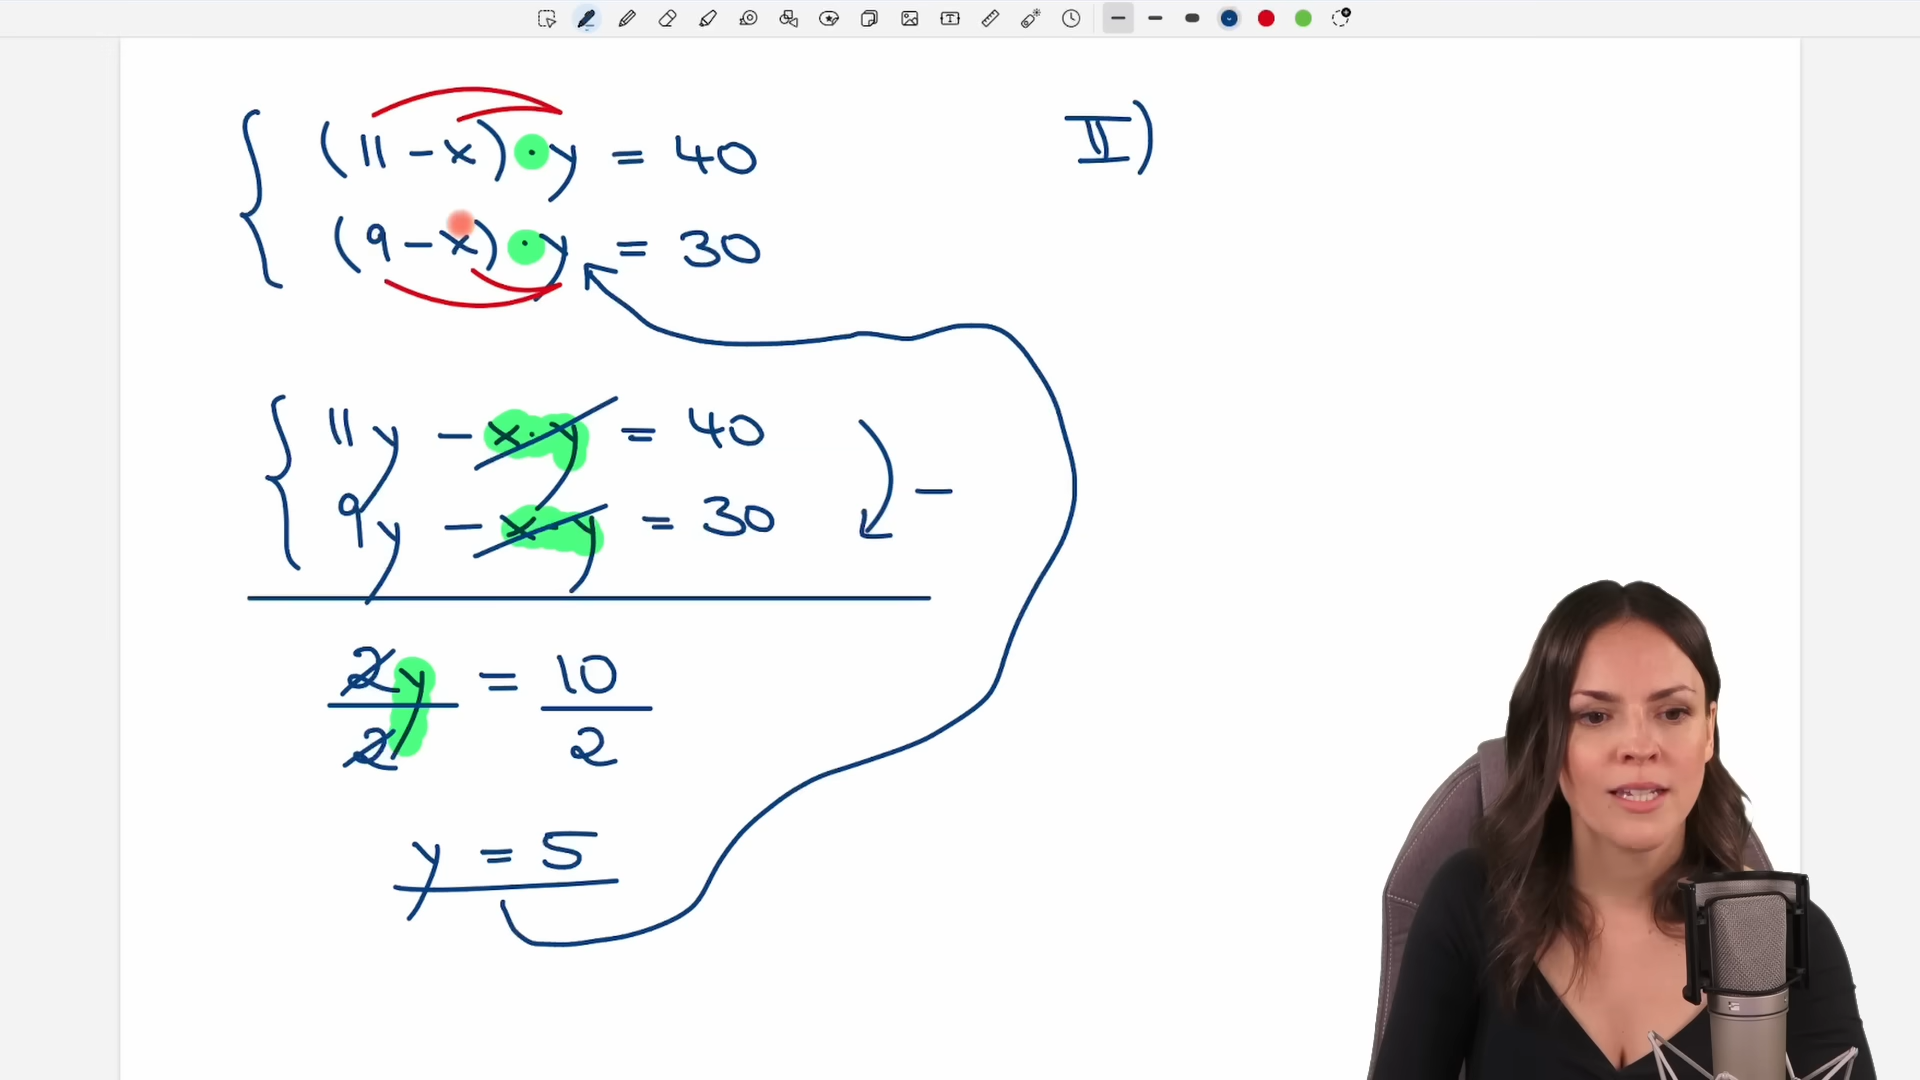 (11 - x) · y = 40
(9 - x) · y = 30
11y - x · y = 40
9y - x · y = 30
-
2y/2 = 10/2
y = 5
II)